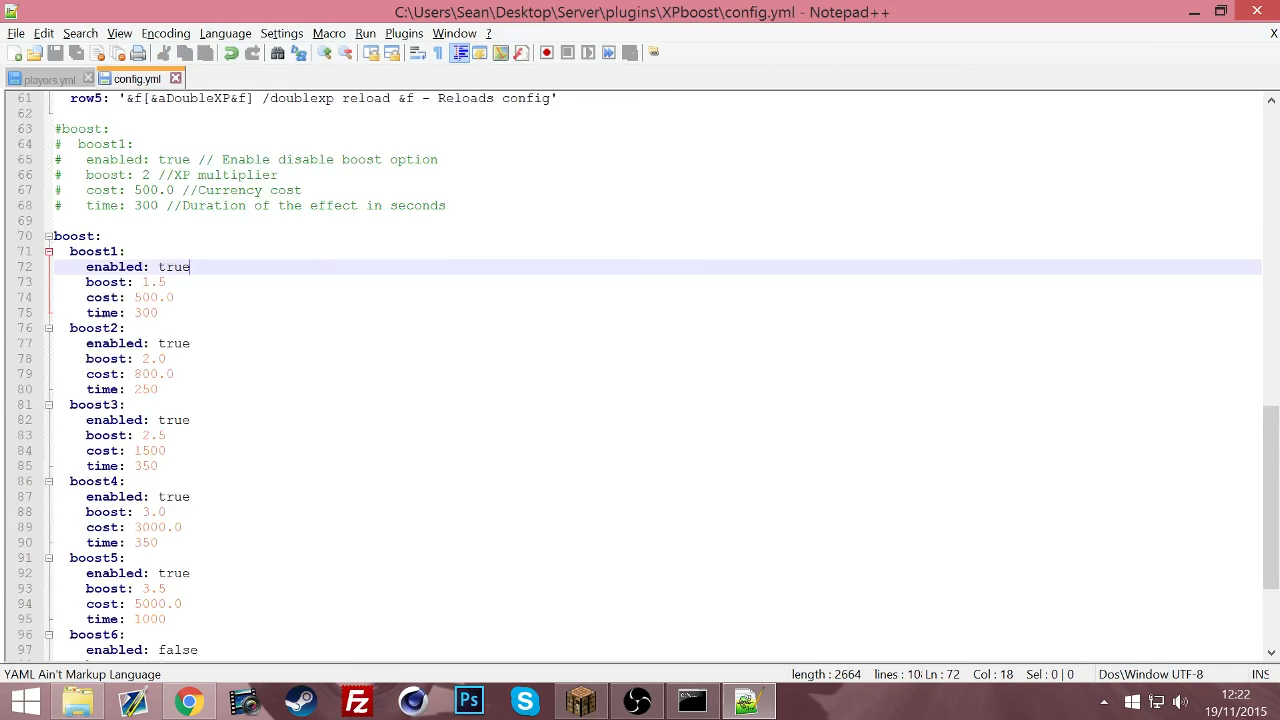 C:\Users\Sean\Desktop\Server\plugins\XPboost\config.yml - Notepad++
File Edit Search View Encoding Language Settings Macro Run Plugins Window ? X
players.yml config.yml
61 row5: '&f[&aDoubleXP&f] /doublexp reload &f - Reloads config'
62
63 #boost:
64 # boost1:
65 # enabled: true // Enable disable boost option
66 # boost: 2 //XP multiplier
67 # cost: 500.0 //Currency cost
68 # time: 300 //Duration of the effect in seconds
69
70 boost:
71 boost1:
72 enabled: true
73 boost: 1.5
74 cost: 500.0
75 time: 300
76 boost2:
77 enabled: true
78 boost: 2.0
79 cost: 800.0
80 time: 250
81 boost3:
82 enabled: true
83 boost: 2.5
84 cost: 1500
85 time: 350
86 boost4:
87 enabled: true
88 boost: 3.0
89 cost: 3000.0
90 time: 350
91 boost5:
92 enabled: true
93 boost: 3.5
94 cost: 5000.0
95 time: 1000
96 boost6:
97 enabled: false
YAML Ain't Markup Language length : 2664 lines : 10 Ln : 72 Col : 18 Sel : 0 | 0 Dos\Window UTF-8 INS
Fz Ps S
12:22
19/11/2015